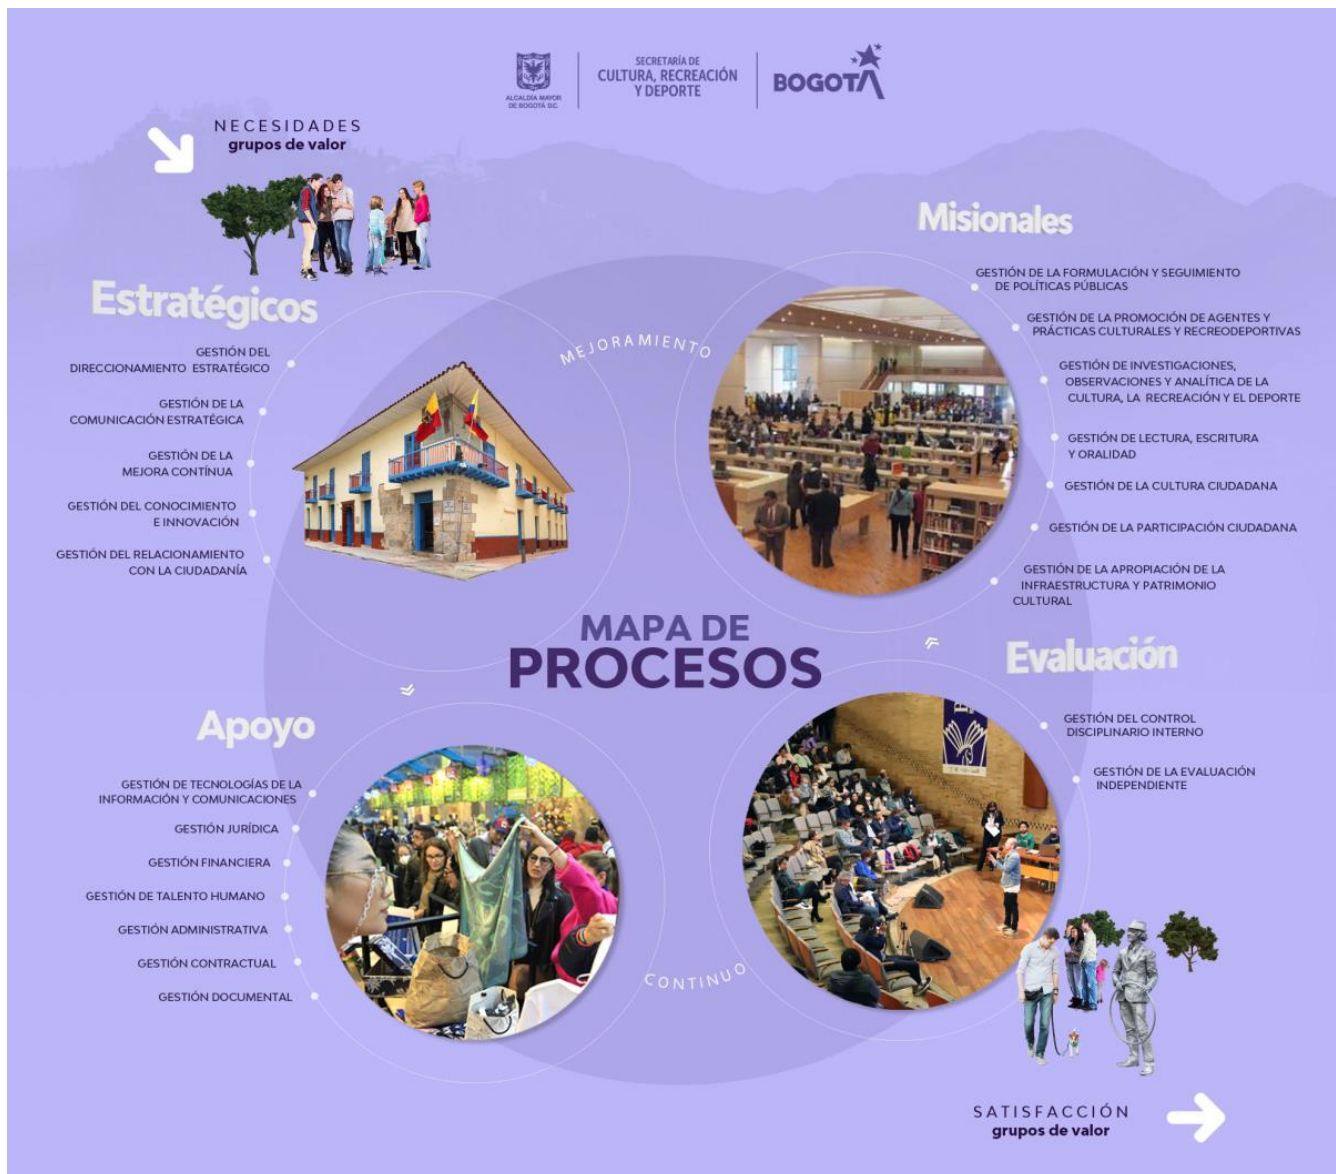 ALCALDÍA MAYOR
DE BOGOTÁ D.C.
SECRETARÍA DE
CULTURA, RECREACIÓN
Y DEPORTE
BOGOTÁ
NECESIDADES
grupos de valor
Estratégicos
GESTIÓN DEL
DIRECCIONAMIENTO ESTRATÉGICO
GESTIÓN DE LA
COMUNICACIÓN ESTRATÉGICA
GESTIÓN DE LA
MEJORA CONTÍNUA
GESTIÓN DEL CONOCIMIENTO
E INNOVACIÓN
GESTIÓN DEL RELACIONAMIENTO
CON LA CIUDADANÍA
MEJORAMIENTO
Misionales
GESTIÓN DE LA FORMULACIÓN Y SEGUIMIENTO
DE POLÍTICAS PÚBLICAS
GESTIÓN DE LA PROMOCIÓN DE AGENTES Y
PRÁCTICAS CULTURALES Y RECREODEPORTIVAS
GESTIÓN DE INVESTIGACIONES,
OBSERVACIONES Y ANALÍTICA DE LA
CULTURA, LA RECREACIÓN Y EL DEPORTE
GESTIÓN DE LECTURA, ESCRITURA
Y ORALIDAD
GESTIÓN DE LA CULTURA CIUDADANA
GESTIÓN DE LA PARTICIPACIÓN CIUDADANA
GESTIÓN DE LA APROPIACIÓN DE LA
INFRAESTRUCTURA Y PATRIMONIO
CULTURAL
MAPA DE
PROCESOS
Apoyo
GESTIÓN DE TECNOLOGÍAS DE LA
INFORMACIÓN Y COMUNICACIONES
GESTIÓN JURÍDICA
GESTIÓN FINANCIERA
GESTIÓN DE TALENTO HUMANO
GESTIÓN ADMINISTRATIVA
GESTIÓN CONTRACTUAL
GESTIÓN DOCUMENTAL
CONTINUO
Evaluación
GESTIÓN DEL CONTROL
DISCIPLINARIO INTERNO
GESTIÓN DE LA EVALUACIÓN
INDEPENDIENTE
SATISFACCIÓN
grupos de valor